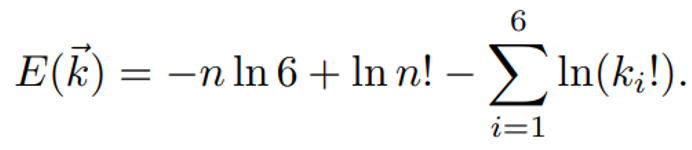 $E(\vec{k}) = -n \ln 6 + \ln n! - \sum_{i=1}^{6} \ln(k_i!).$